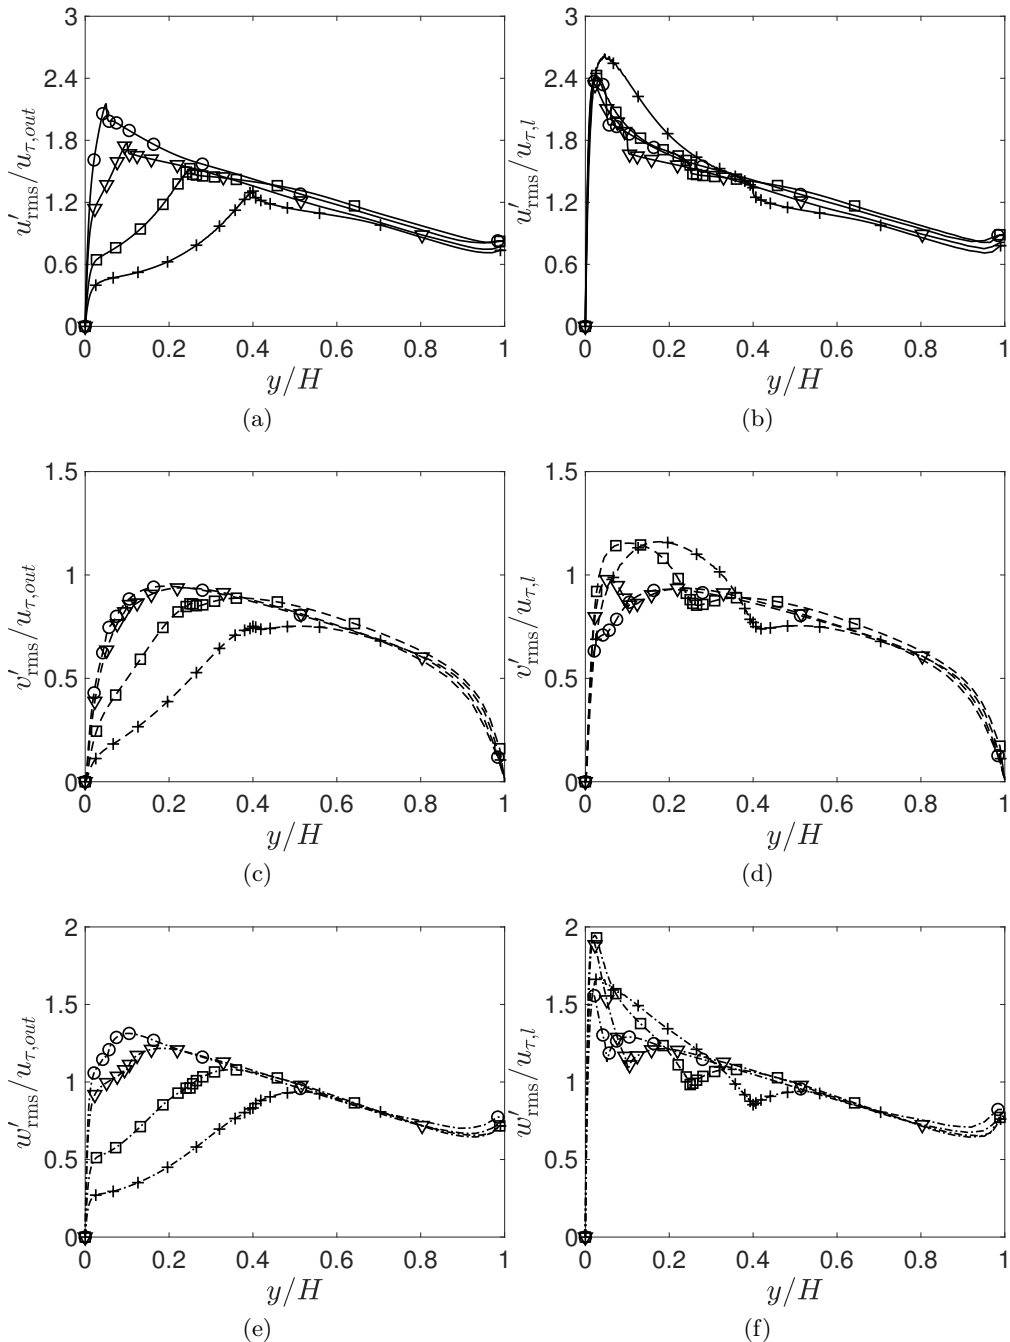 3
2.4
1.8
1.2
0.6
0
u′rms/uτ,out
0 0.2 0.4 0.6 0.8 1
y/H
(a)
3
2.4
1.8
1.2
0.6
0
u′rms/uτ,l
0 0.2 0.4 0.6 0.8 1
y/H
(b)
1.5
1
0.5
0
v′rms/uτ,out
0 0.2 0.4 0.6 0.8 1
y/H
(c)
1.5
1
0.5
0
v′rms/uτ,l
0 0.2 0.4 0.6 0.8 1
y/H
(d)
2
1.5
1
0.5
0
w′rms/uτ,out
0 0.2 0.4 0.6 0.8 1
y/H
(e)
2
1.5
1
0.5
0
w′rms/uτ,l
0 0.2 0.4 0.6 0.8 1
y/H
(f)